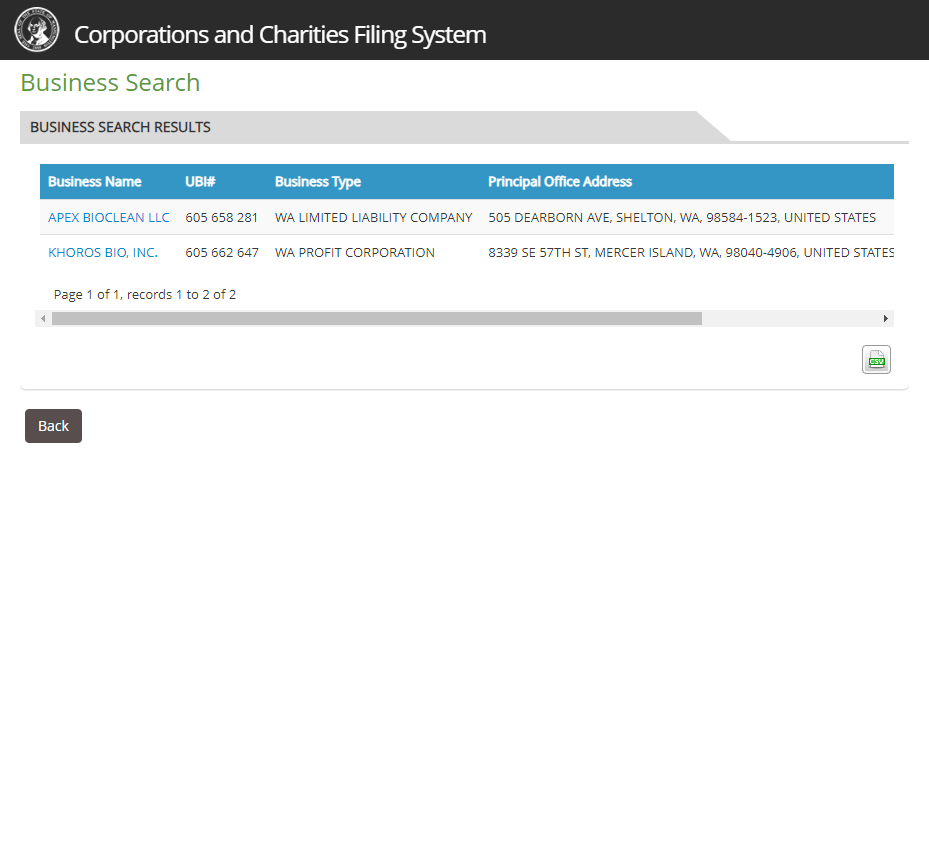 Corporations and Charities Filing System
Business Search
BUSINESS SEARCH RESULTS
Business Name UBI# Business Type Principal Office Address
APEX BIOCLEAN LLC 605 658 281 WA LIMITED LIABILITY COMPANY 505 DEARBORN AVE, SHELTON, WA, 98584-1523, UNITED STATES
KHOROS BIO, INC. 605 662 647 WA PROFIT CORPORATION 8339 SE 57TH ST, MERCER ISLAND, WA, 98040-4906, UNITED STATES
Page 1 of 1, records 1 to 2 of 2
CSV
Back